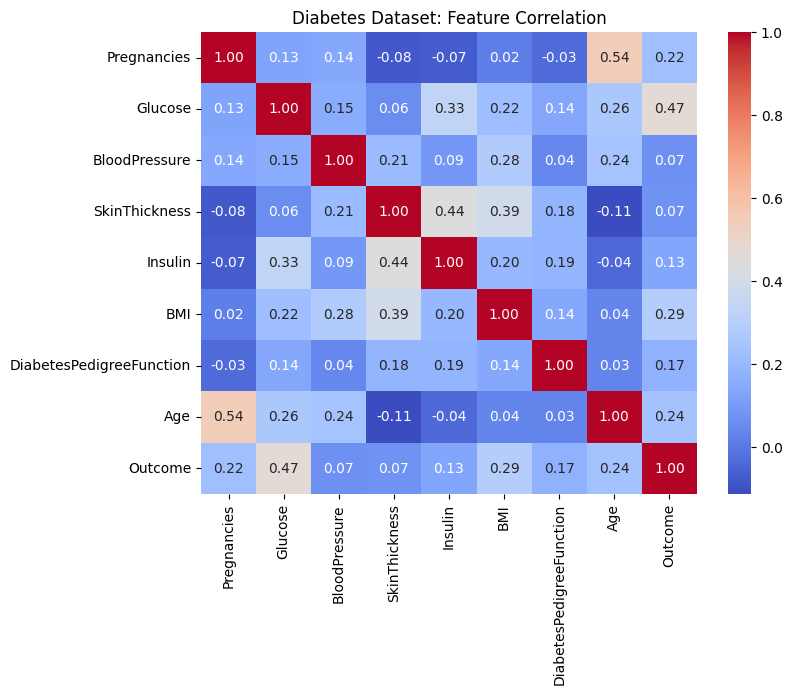 Diabetes Dataset: Feature Correlation
Pregnancies 1.00 0.13 0.14 -0.08 -0.07 0.02 -0.03 0.54 0.22
Glucose 0.13 1.00 0.15 0.06 0.33 0.22 0.14 0.26 0.47
BloodPressure 0.14 0.15 1.00 0.21 0.09 0.28 0.04 0.24 0.07
SkinThickness -0.08 0.06 0.21 1.00 0.44 0.39 0.18 -0.11 0.07
Insulin -0.07 0.33 0.09 0.44 1.00 0.20 0.19 -0.04 0.13
BMI 0.02 0.22 0.28 0.39 0.20 1.00 0.14 0.04 0.29
DiabetesPedigreeFunction -0.03 0.14 0.04 0.18 0.19 0.14 1.00 0.03 0.17
Age 0.54 0.26 0.24 -0.11 -0.04 0.04 0.03 1.00 0.24
Outcome 0.22 0.47 0.07 0.07 0.13 0.29 0.17 0.24 1.00
Pregnancies
Glucose
BloodPressure
SkinThickness
Insulin
BMI
DiabetesPedigreeFunction
Age
Outcome
1.0
0.8
0.6
0.4
0.2
0.0